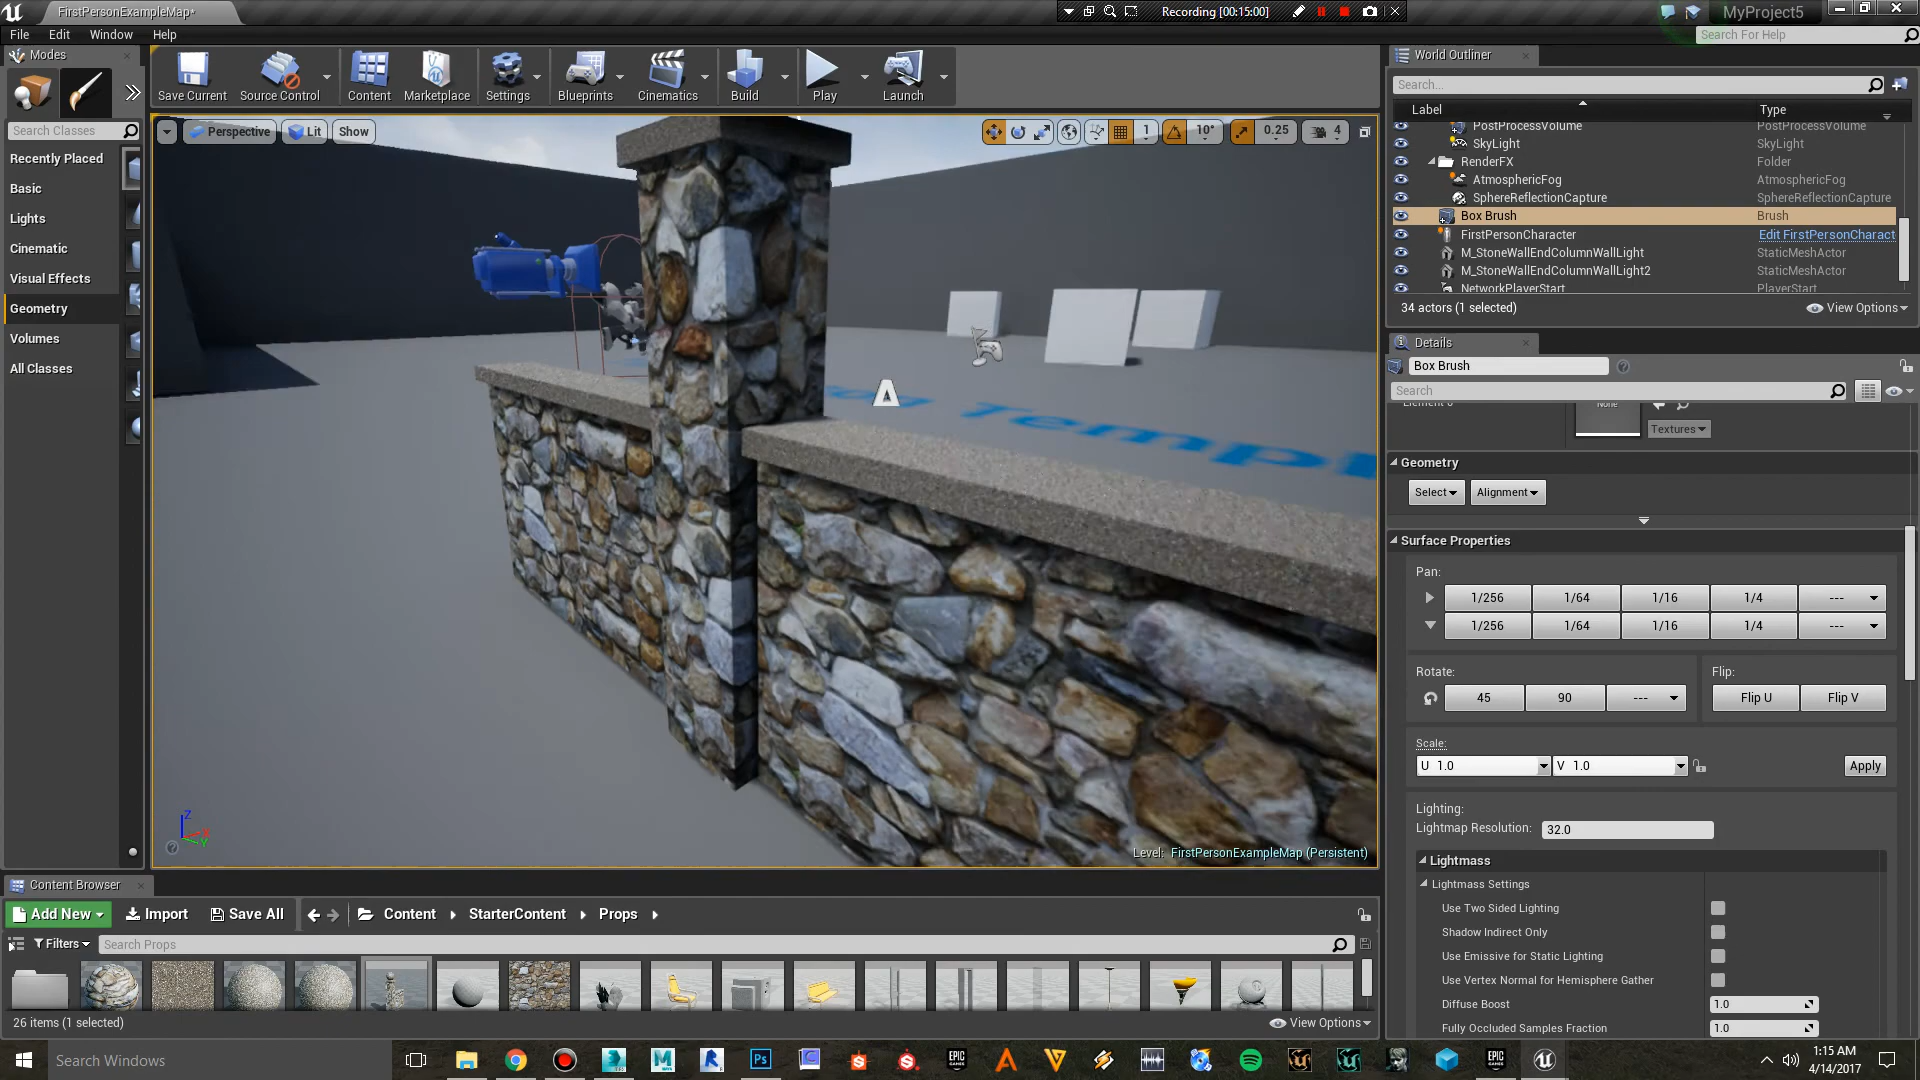 FirstPersonExampleMap*
Recording [00:15:00]
MyProject5
File Edit Window Help
Search For Help
Modes
Save Current
Source Control
Content
Marketplace
Settings
Blueprints
Cinematics
Build
Play
Launch
Search Classes
Recently Placed
Basic
Lights
Cinematic
Visual Effects
Geometry
Volumes
All Classes
Perspective
Lit
Show
1
10°
0.25
4
Z
X
Y
Level: FirstPersonExampleMap (Persistent)
World Outliner
Search...
Label Type
PostProcessVolume PostProcessVolume
SkyLight SkyLight
RenderFX Folder
AtmosphericFog AtmosphericFog
SphereReflectionCapture SphereReflectionCapture
Box Brush Brush
FirstPersonCharacter Edit FirstPersonCharact
M_StoneWallEndColumnWallLight StaticMeshActor
M_StoneWallEndColumnWallLight2 StaticMeshActor
NetworkPlayerStart PlayerStart
34 actors (1 selected)
View Options
Details
Box Brush
Search
Element 0
None
Textures
Geometry
Select
Alignment
Surface Properties
Pan:
1/256 1/64 1/16 1/4 ---
1/256 1/64 1/16 1/4 ---
Rotate:
Flip:
45 90 ---
Flip U Flip V
Scale:
U 1.0 V 1.0
Apply
Lighting:
Lightmap Resolution: 32.0
Lightmass
Lightmass Settings
Use Two Sided Lighting
Shadow Indirect Only
Use Emissive for Static Lighting
Use Vertex Normal for Hemisphere Gather
Diffuse Boost 1.0
Fully Occluded Samples Fraction 1.0
Content Browser
Add New
Import
Save All
Content
StarterContent
Props
Filters
Search Props
26 items (1 selected)
View Options
Search Windows
Ps
EPIC GAMES
EPIC GAMES
1:15 AM
4/14/2017